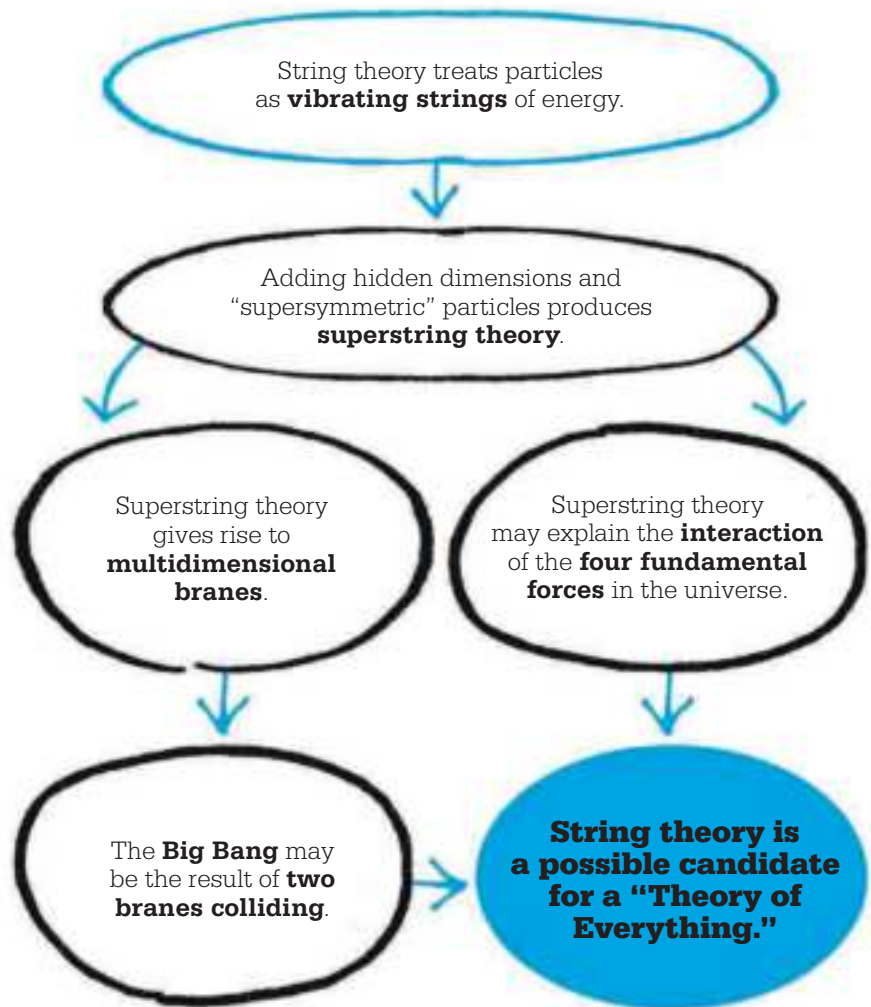 String theory treats particles
as vibrating strings of energy.
Adding hidden dimensions and
“supersymmetric” particles produces
superstring theory.
Superstring theory
gives rise to
multidimensional
branes.
Superstring theory
may explain the interaction
of the four fundamental
forces in the universe.
The Big Bang may
be the result of two
branes colliding.
String theory is
a possible candidate
for a “Theory of
Everything.”